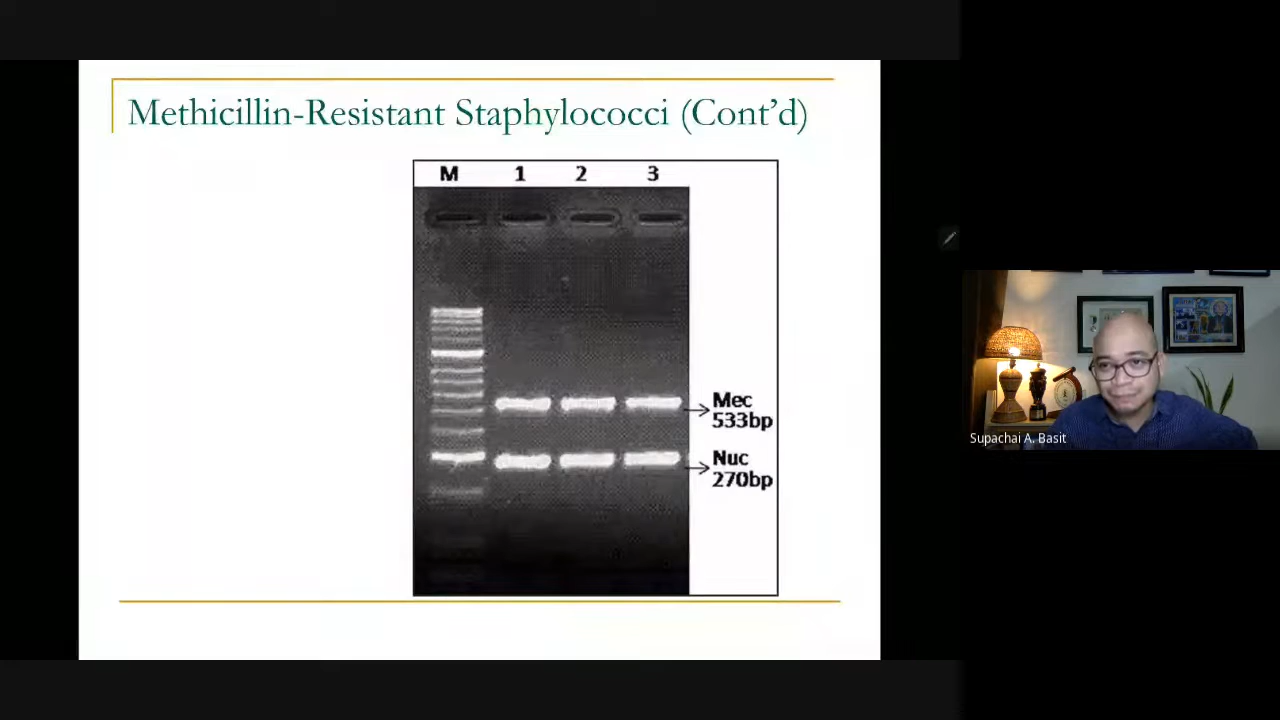 Methicillin-Resistant Staphylococci (Cont'd)
M 1 2 3
Mec
533bp
Nuc
270bp
Supachai A. Basit